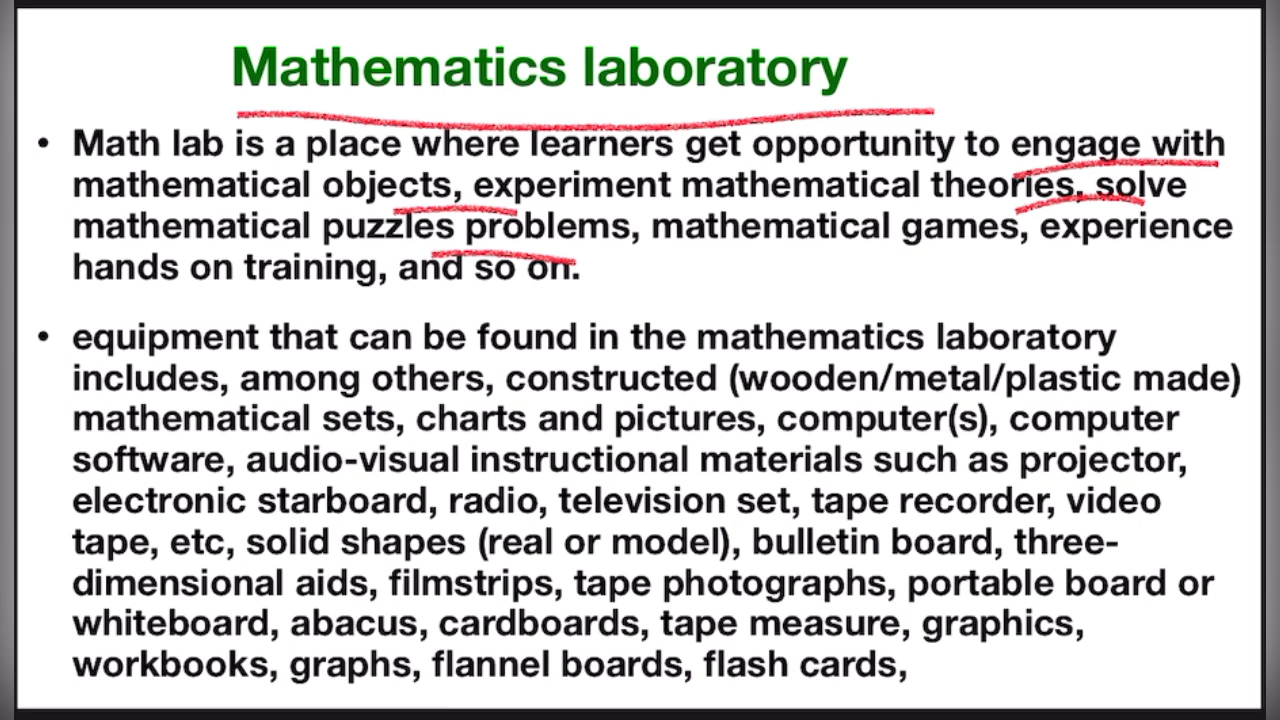 Mathematics laboratory
• Math lab is a place where learners get opportunity to engage with
mathematical objects, experiment mathematical theories, solve
mathematical puzzles problems, mathematical games, experience
hands on training, and so on.
• equipment that can be found in the mathematics laboratory
includes, among others, constructed (wooden/metal/plastic made)
mathematical sets, charts and pictures, computer(s), computer
software, audio-visual instructional materials such as projector,
electronic starboard, radio, television set, tape recorder, video
tape, etc, solid shapes (real or model), bulletin board, three-
dimensional aids, filmstrips, tape photographs, portable board or
whiteboard, abacus, cardboards, tape measure, graphics,
workbooks, graphs, flannel boards, flash cards,